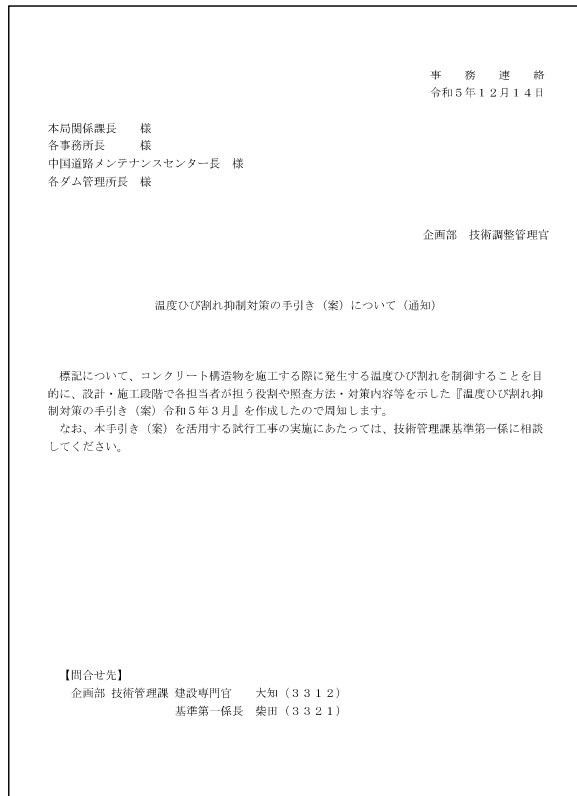 事　務　連　絡
令和５年１２月１４日
本局関係課長　　様
各事務所長　　　様
中国道路メンテナンスセンター長　様
各ダム管理所長　様
企画部　技術調整管理官
温度ひび割れ抑制対策の手引き（案）について（通知）
標記について、コンクリート構造物を施工する際に発生する温度ひび割れを制御することを目
的に、設計・施工段階で各担当者が担う役割や照査方法・対策内容等を示した『温度ひび割れ抑
制対策の手引き（案）令和５年３月』を作成したので周知します。
なお、本手引き（案）を活用する試行工事の実施にあたっては、技術管理課基準第一係に相談
してください。
【問合せ先】
企画部 技術管理課 建設専門官　　大知（３３１２）
基準第一係長　柴田（３３２１）